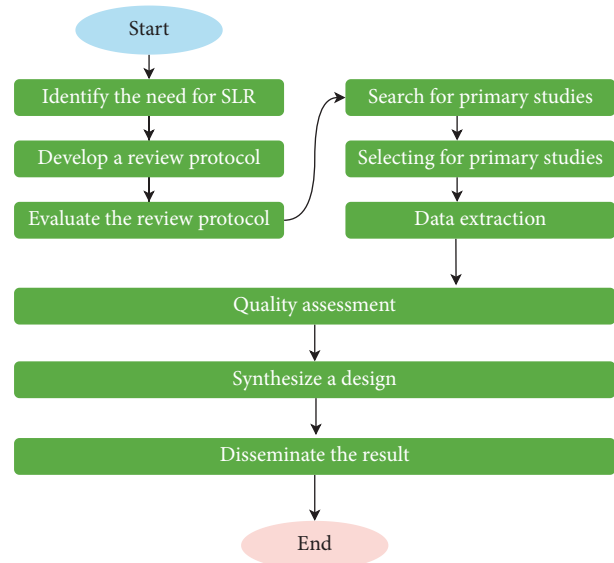 Start
Identify the need for SLR
Develop a review protocol
Evaluate the review protocol
Search for primary studies
Selecting for primary studies
Data extraction
Quality assessment
Synthesize a design
Disseminate the result
End